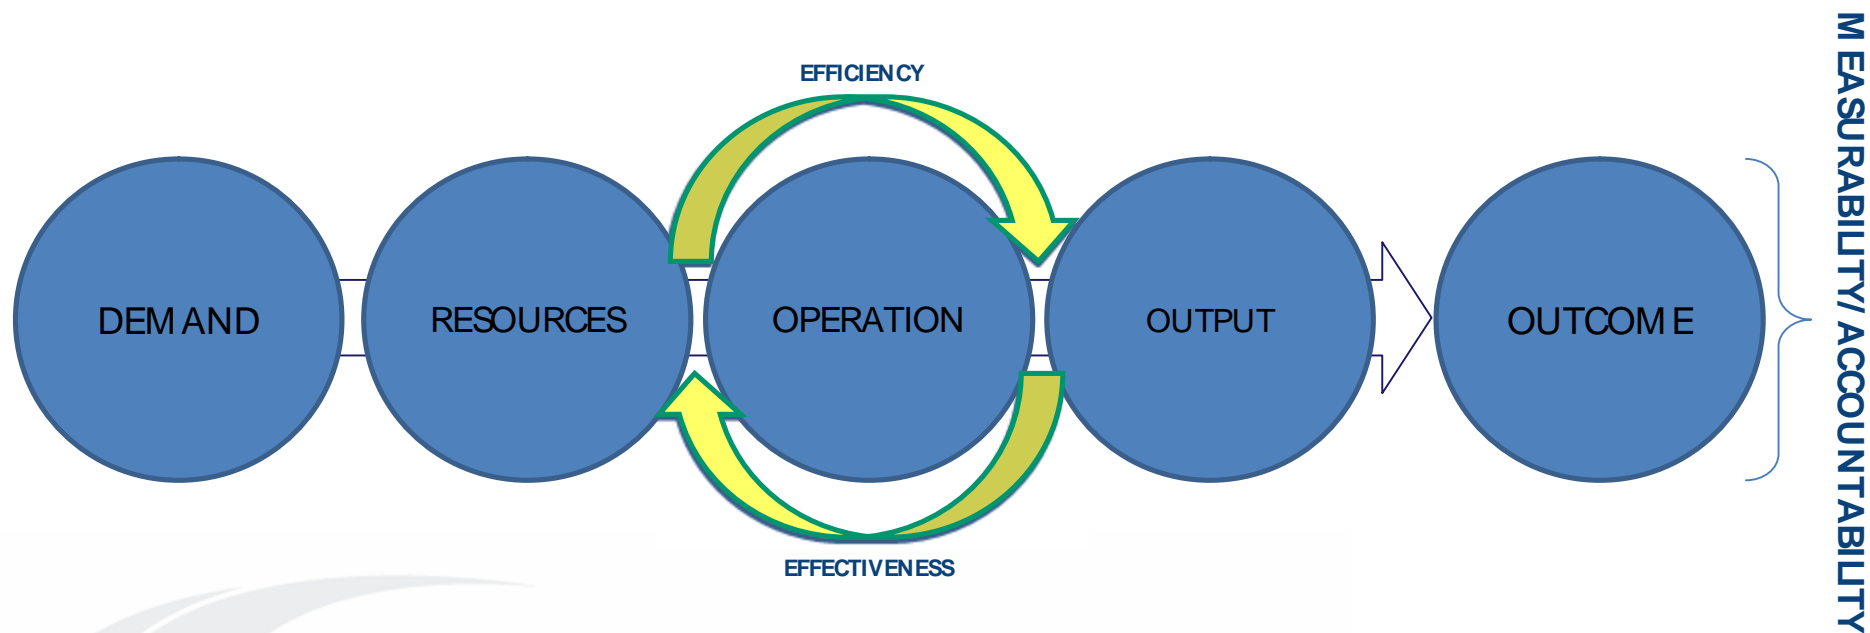 EFFICIENCY
DEMAND
RESOURCES
OPERATION
OUTPUT
OUTCOME
EFFECTIVENESS
MEASURABILITY/ ACCOUNTABILITY